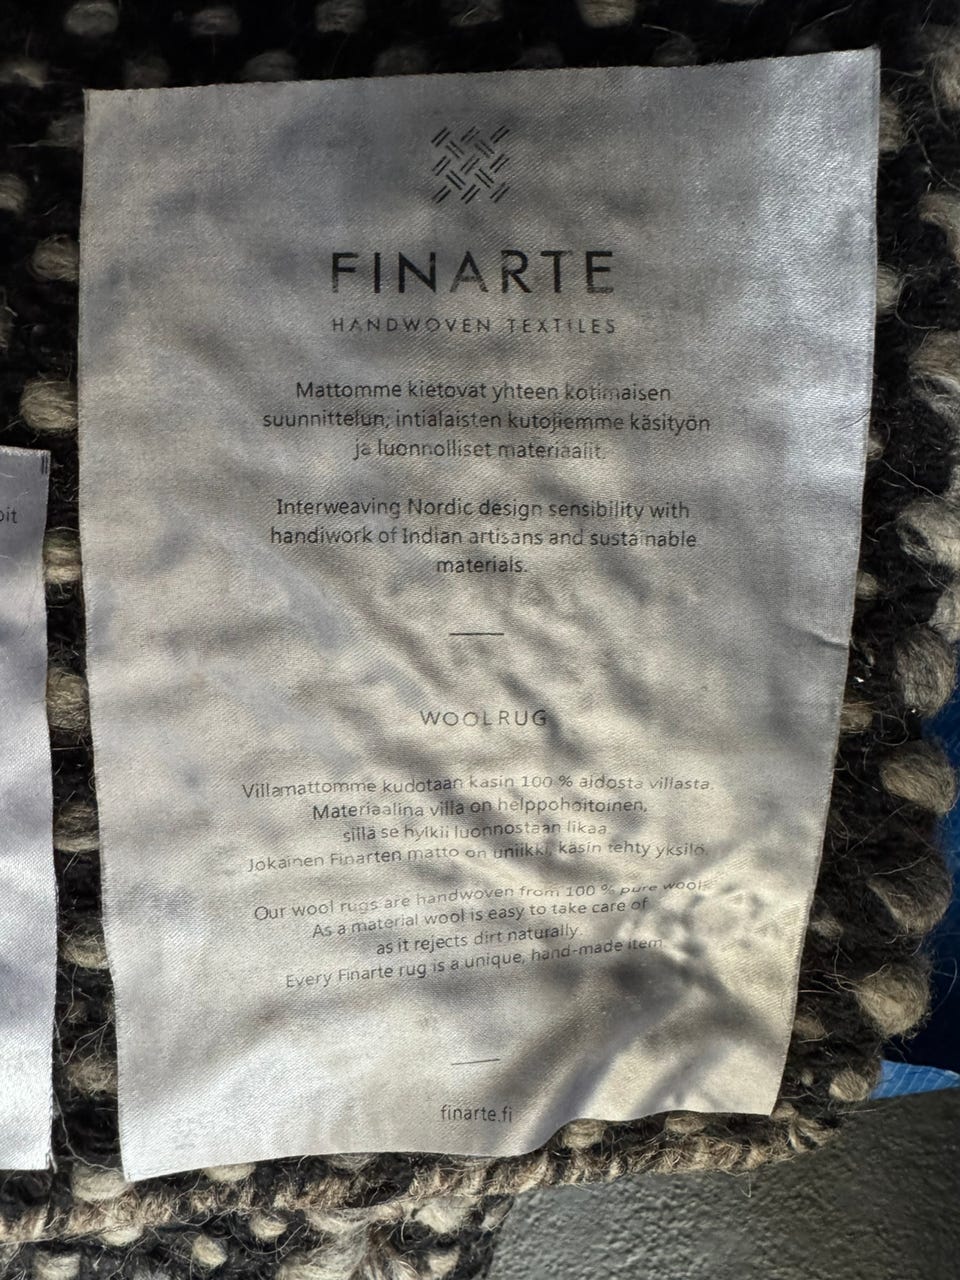 FINARTE
HANDWOVEN TEXTILES
Mattomme kietovat yhteen kotimaisen
suunnittelun, intialaisten kutojiemme käsityön
ja luonnolliset materiaalit.
Interweaving Nordic design sensibility with
handiwork of Indian artisans and sustainable
materials.
WOOLRUG
Villamattomme kudotaan käsin 100 % aidosta villasta.
Materiaalina villa on helppohoitoinen,
sillä se hylkii luonnostaan likaa
Jokainen Finarten matto on uniikki, käsin tehty yksilö.
Our wool rugs are handwoven from 100 % pure wool.
As a material wool is easy to take care of
as it rejects dirt naturally.
Every Finarte rug is a unique, hand-made item
finarte.fi